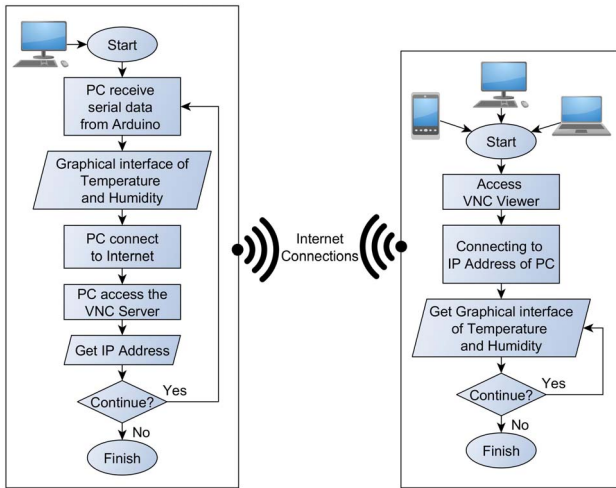 Start
PC receive
serial data
from Arduino
Graphical interface of
Temperature
and Humidity
PC connect
to Internet
PC access the
VNC Server
Get IP Address
Continue?
Yes
No
Finish
Internet
Connections
Start
Access
VNC Viewer
Connecting to
IP Address of PC
Get Graphical interface
of Temperature
and Humidity
Continue?
Yes
No
Finish